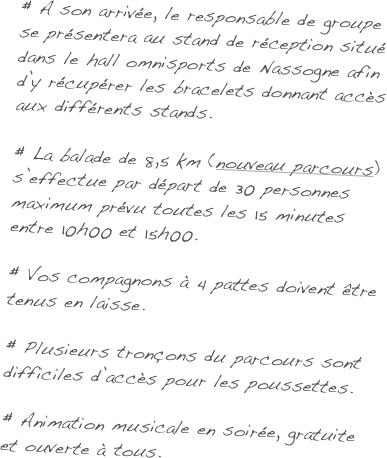 # A son arrivée, le responsable de groupe
se présentera au stand de réception situé
dans le hall omnisports de Nassogne afin
d'y récupérer les bracelets donnant accès
aux différents stands.
# La balade de 8,5 km (nouveau parcours)
s'effectue par départ de 30 personnes
maximum prévu toutes les 15 minutes
entre 10h00 et 15h00.
# Vos compagnons à 4 pattes doivent être
tenus en laisse.
# Plusieurs tronçons du parcours sont
difficiles d'accès pour les poussettes.
# Animation musicale en soirée, gratuite
et ouverte à tous.